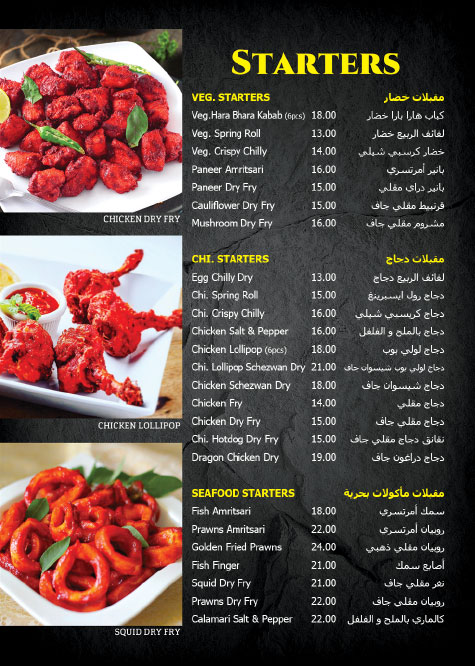 STARTERS
VEG. STARTERS مقبلات خضار
Veg.Hara Bhara Kabab (6pcs) 18.00 كباب هارا بارا خضار
Veg. Spring Roll 13.00 لفائف الربيع خضار
Veg. Crispy Chilly 14.00 خضار كرسبي شيلي
Paneer Amritsari 16.00 بانير أمرتسري
Paneer Dry Fry 15.00 بانير دراي مقلي
Cauliflower Dry Fry 15.00 قرنبيط مقلي جاف
Mushroom Dry Fry 16.00 مشروم مقلي جاف
CHICKEN DRY FRY
CHI. STARTERS مقبلات دجاج
Egg Chilly Dry 13.00 لفائف الربيع دجاج
Chi. Spring Roll 15.00 دجاج رول ايسبرينغ
Chi. Crispy Chilly 16.00 دجاج كريسبي شيلي
Chicken Salt & Pepper 16.00 دجاج بالملح و الفلفل
Chicken Lollipop (6pcs) 18.00 دجاج لولي بوب
Chi. Lollipop Schezwan Dry 21.00 دجاج لولي بوب شيسوان جاف
Chicken Schezwan Dry 18.00 دجاج شيسوان جاف
Chicken Fry 14.00 دجاج مقلي
Chicken Dry Fry 15.00 دجاج مقلي جاف
Chi. Hotdog Dry Fry 15.00 نقانق دجاج مقلي جاف
Dragon Chicken Dry 19.00 دجاج دراغون جاف
CHICKEN LOLLIPOP
SEAFOOD STARTERS مقبلات مأكولات بحرية
Fish Amritsari 18.00 سمك أمرتسري
Prawns Amritsari 22.00 روبيان أمرتسري
Golden Fried Prawns 24.00 روبيان مقلي ذهبي
Fish Finger 21.00 أصابع سمك
Squid Dry Fry 21.00 نغر مقلي جاف
Prawns Dry Fry 22.00 روبيان مقلي جاف
Calamari Salt & Pepper 22.00 كالماري بالملح و الفلفل
SQUID DRY FRY